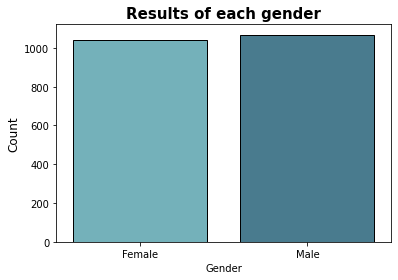 Results of each gender
Count
1000
800
600
400
200
0
Female
Male
Gender